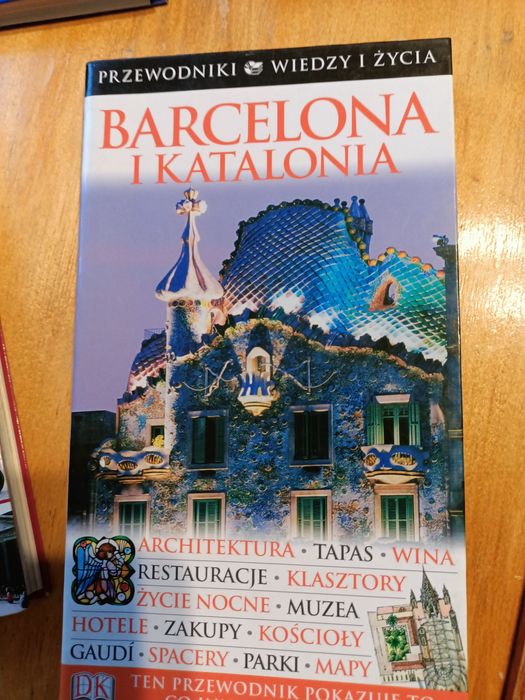 PRZEWODNIKI WIEDZY I ŻYCIA
BARCELONA
I KATALONIA
ARCHITEKTURA • TAPAS • WINA
RESTAURACJE • KLASZTORY
ŻYCIE NOCNE • MUZEA
HOTELE • ZAKUPY • KOŚCIOŁY
GAUDÍ • SPACERY • PARKI • MAPY
DK
TEN PRZEWODNIK POKAZUJE TO,